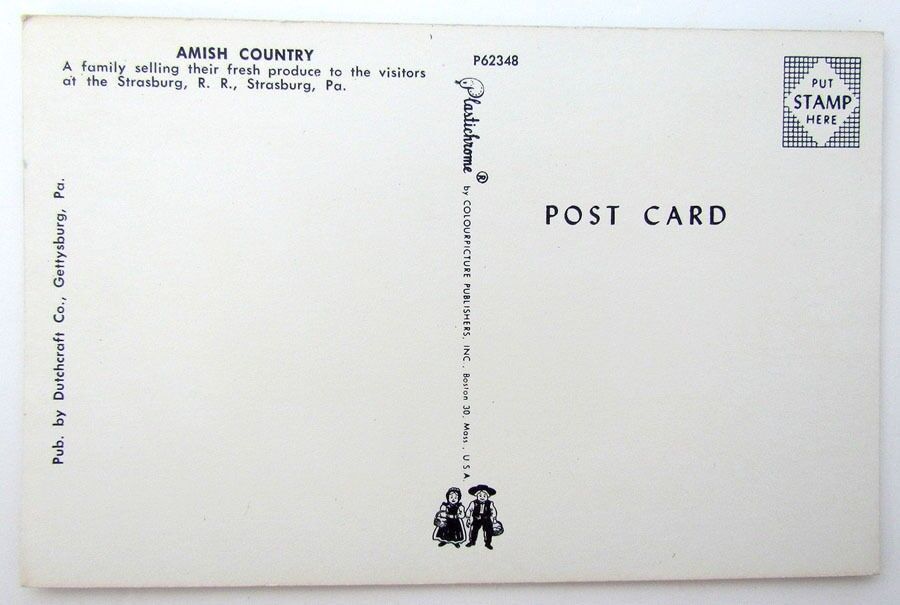 AMISH COUNTRY
A family selling their fresh produce to the visitors
at the Strasburg, R. R., Strasburg, Pa.
Pub. by Dutchcraft Co., Gettysburg, Pa.
P62348
Plastichrome ® by COLOURPICTURE PUBLISHERS, INC., Boston 30, Mass., U.S.A.
PUT
STAMP
HERE
POST CARD